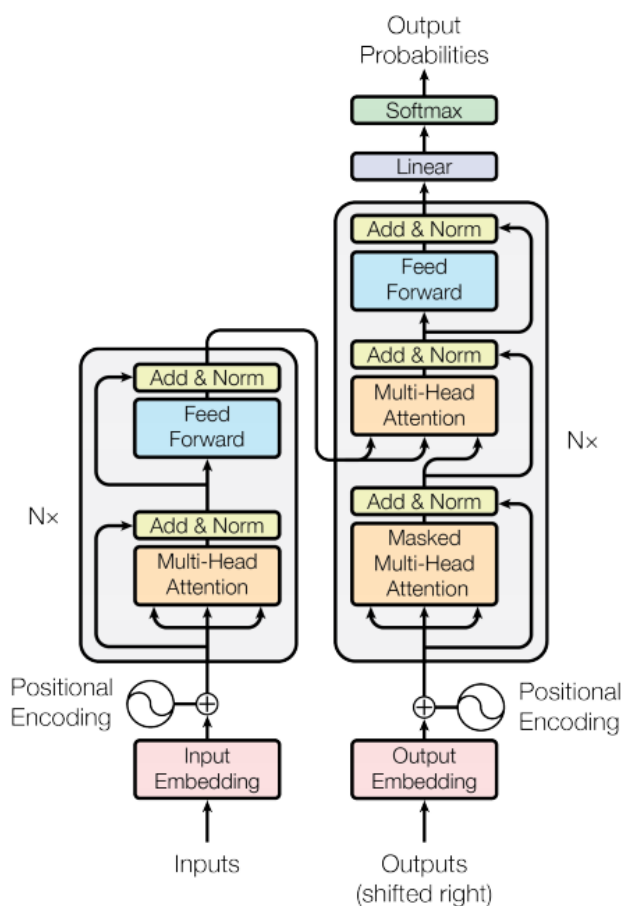 Output
Probabilities
Softmax
Linear
Add & Norm
Feed
Forward
Add & Norm
Multi-Head
Attention
Add & Norm
Masked
Multi-Head
Attention
N×
Add & Norm
Feed
Forward
Add & Norm
Multi-Head
Attention
N×
Positional
Encoding
Positional
Encoding
Input
Embedding
Output
Embedding
Inputs
Outputs
(shifted right)